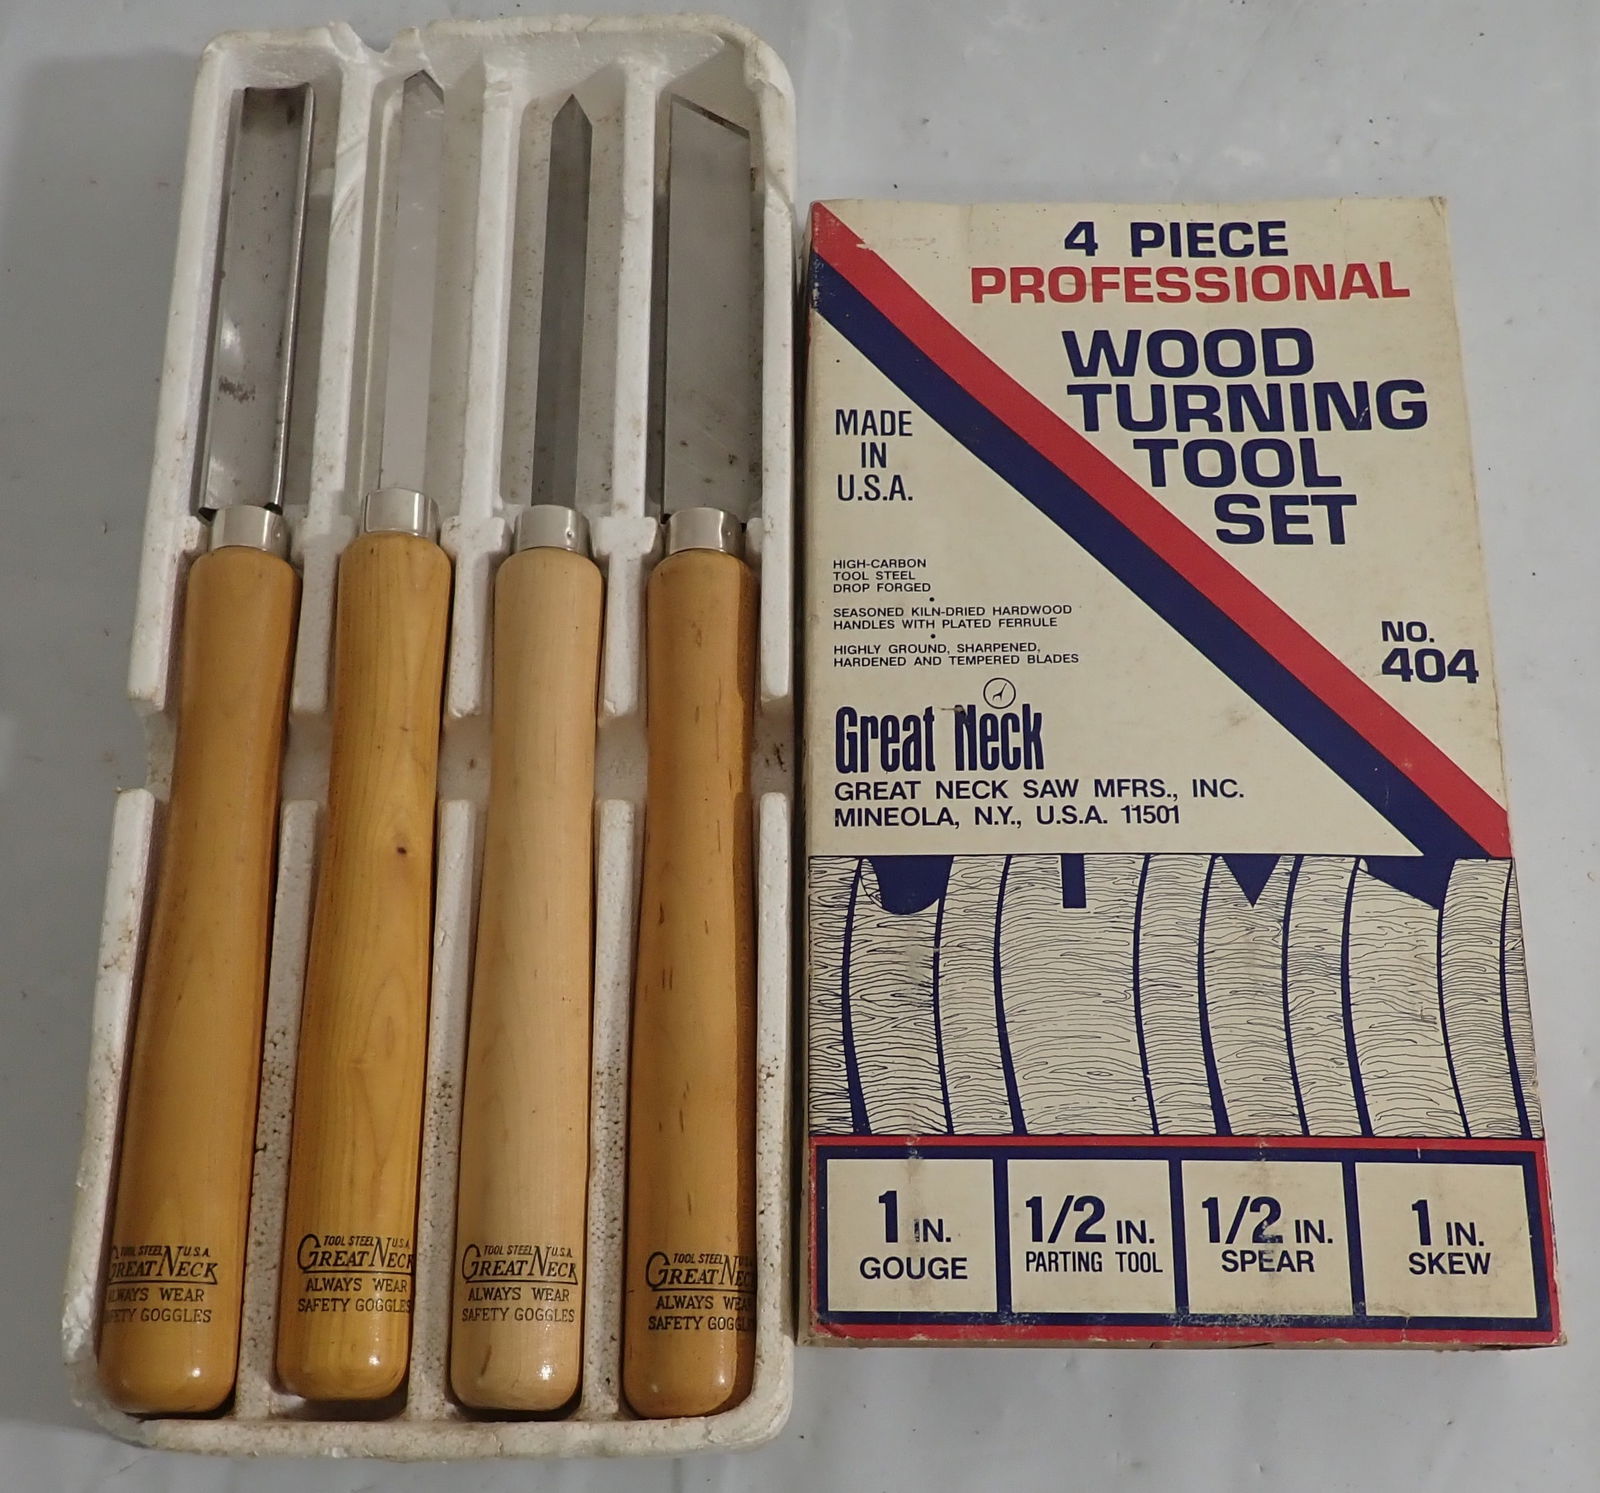 4 PIECE
PROFESSIONAL
WOOD
TURNING
TOOL
SET
MADE
IN
U.S.A.
HIGH-CARBON
TOOL STEEL
DROP FORGED
•
SEASONED KILN-DRIED HARDWOOD
HANDLES WITH PLATED FERRULE
•
HIGHLY GROUND, SHARPENED,
HARDENED AND TEMPERED BLADES
NO.
404
Great Neck
GREAT NECK SAW MFRS., INC.
MINEOLA, N.Y., U.S.A. 11501
1 IN.
GOUGE
1/2 IN.
PARTING TOOL
1/2 IN.
SPEAR
1 IN.
SKEW
TOOL STEEL U.S.A.
GREAT NECK
ALWAYS WEAR
SAFETY GOGGLES
TOOL STEEL U.S.A.
GREAT NECK
ALWAYS WEAR
SAFETY GOGGLES
TOOL STEEL U.S.A.
GREAT NECK
ALWAYS WEAR
SAFETY GOGGLES
TOOL STEEL U.S.
GREAT NEC
ALWAYS WEA
SAFETY GOGGL